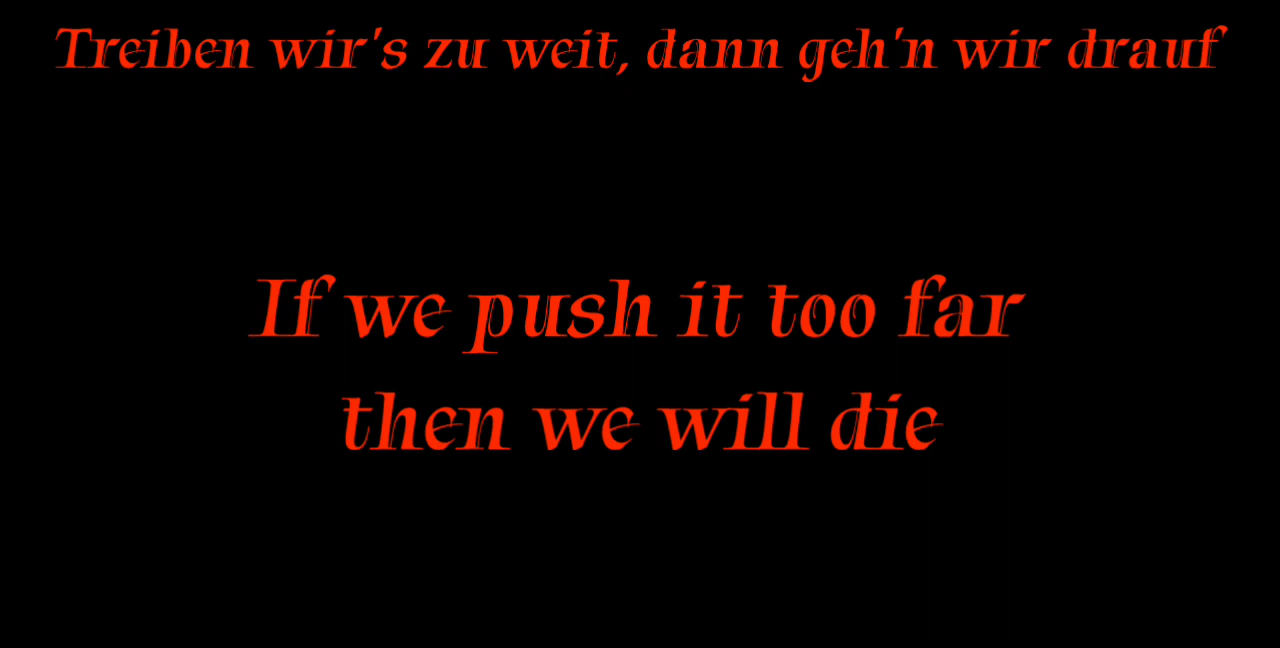 Treiben wir's zu weit, dann geh'n wir drauf
If we push it too far
then we will die